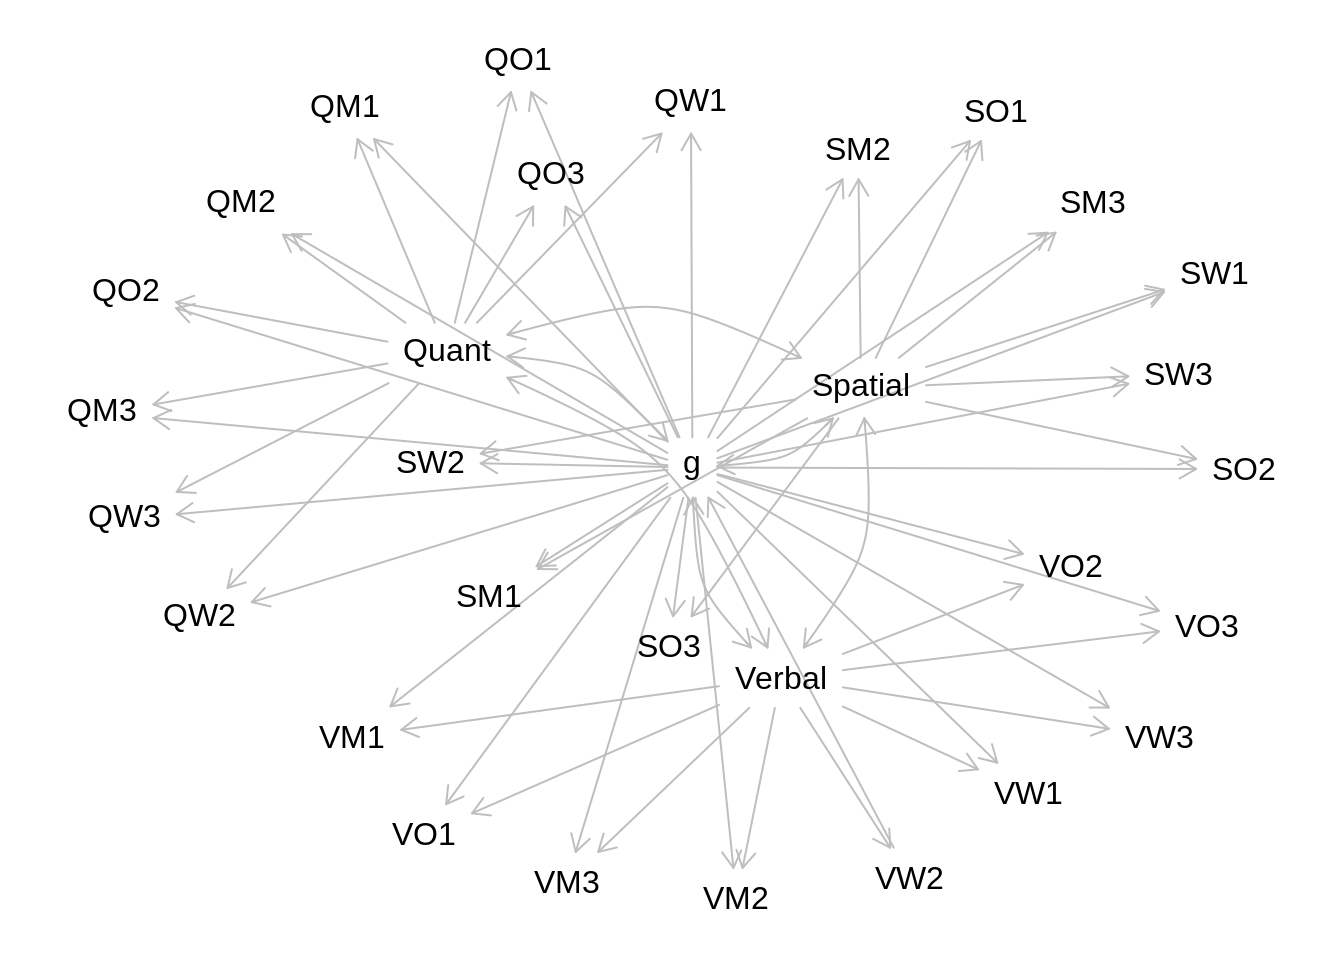 QO1
QW1
QM1
SO1
SM2
QO3
QM2
SM3
SW1
QO2
Quant
SW3
Spatial
QM3
SW2
g
SO2
QW3
VO2
SM1
QW2
VO3
SO3
Verbal
VM1
VW3
VW1
VO1
VW2
VM3
VM2